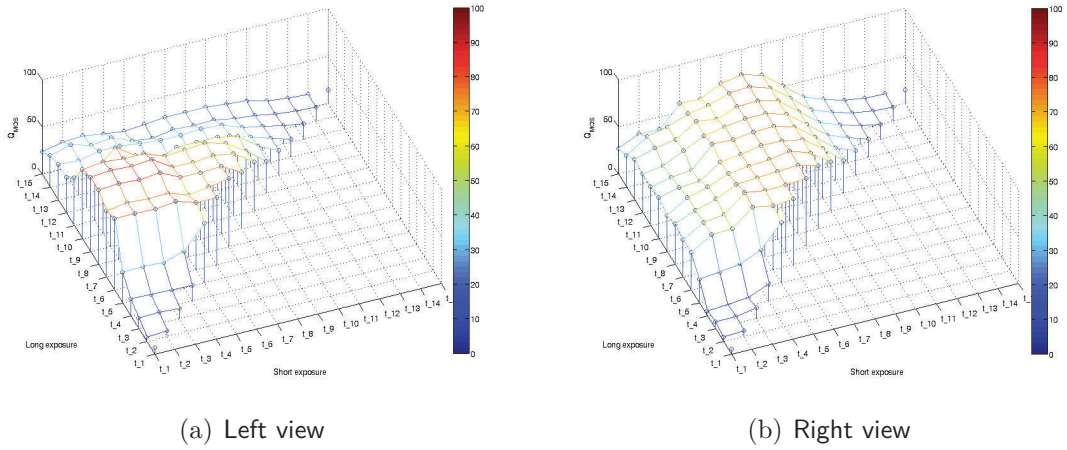 100
50
0
Q_MOS
t_15
t_14
t_13
t_12
t_11
t_10
t_9
t_8
t_7
t_6
t_5
t_4
t_3
t_2
t_1
Long exposure
t_1
t_2
t_3
t_4
t_5
t_6
t_7
t_8
t_9
t_10
t_11
t_12
t_13
t_14
Short exposure
100
90
80
70
60
50
40
30
20
10
0
(a) Left view
100
50
0
Q_MOS
t_15
t_14
t_13
t_12
t_11
t_10
t_9
t_8
t_7
t_6
t_5
t_4
t_3
t_2
t_1
Long exposure
t_1
t_2
t_3
t_4
t_5
t_6
t_7
t_8
t_9
t_10
t_11
t_12
t_13
t_14
Short exposure
100
90
80
70
60
50
40
30
20
10
0
(b) Right view